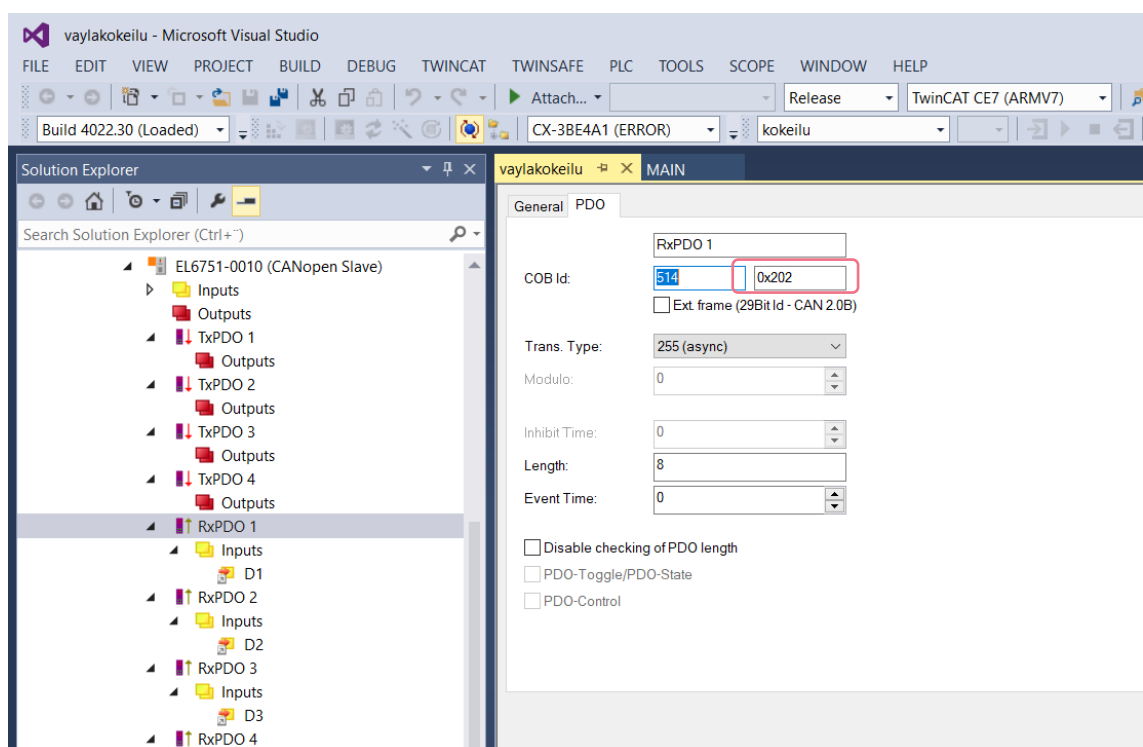 vaylakokeilu - Microsoft Visual Studio
FILE EDIT VIEW PROJECT BUILD DEBUG TWINCAT TWINSAFE PLC TOOLS SCOPE WINDOW HELP
Attach... Release TwinCAT CE7 (ARMV7)
Build 4022.30 (Loaded) CX-3BE4A1 (ERROR) kokeilu
Solution Explorer
Search Solution Explorer (Ctrl+¨)
EL6751-0010 (CANopen Slave)
Inputs
Outputs
TxPDO 1
Outputs
TxPDO 2
Outputs
TxPDO 3
Outputs
TxPDO 4
Outputs
RxPDO 1
Inputs
D1
RxPDO 2
Inputs
D2
RxPDO 3
Inputs
D3
RxPDO 4
vaylakokeilu MAIN
General PDO
RxPDO 1
COB Id: 514 0x202
Ext. frame (29Bit Id - CAN 2.0B)
Trans. Type: 255 (async)
Modulo: 0
Inhibit Time: 0
Length: 8
Event Time: 0
Disable checking of PDO length
PDO-Toggle/PDO-State
PDO-Control